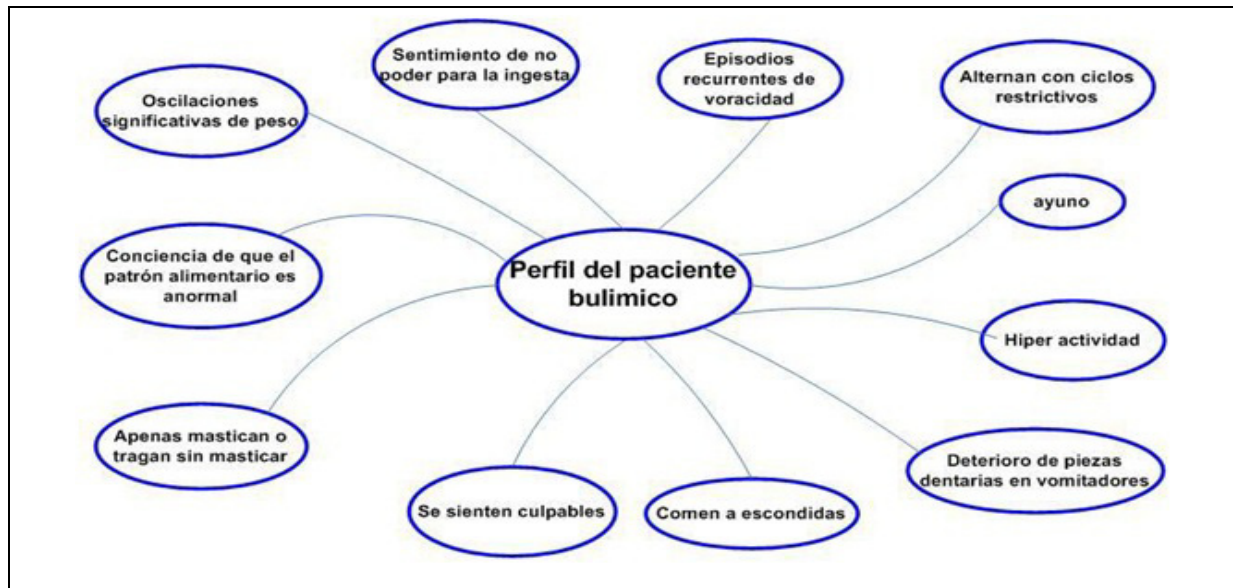 Sentimiento de no
poder para la ingesta
Episodios
recurrentes de
voracidad
Alternan con ciclos
restrictivos
Oscilaciones
significativas de peso
ayuno
Conciencia de que el
patrón alimentario es
anormal
Perfil del paciente
bulimico
Hiper actividad
Apenas mastican o
tragan sin masticar
Deterioro de piezas
dentarias en vomitadores
Se sienten culpables
Comen a escondidas